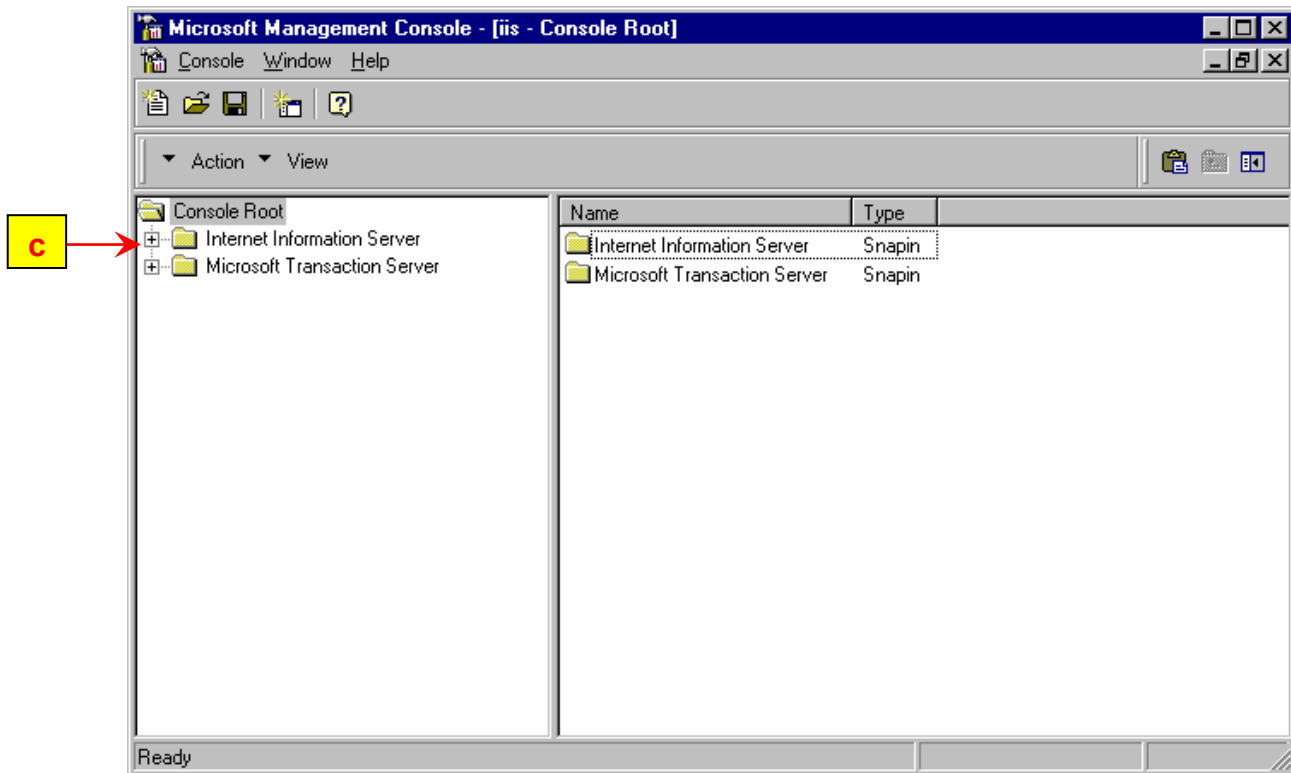 Microsoft Management Console - [iis - Console Root]
Console Window Help
Action View
Console Root
Internet Information Server
Microsoft Transaction Server
c
Name Type
Internet Information Server Snapin
Microsoft Transaction Server Snapin
Ready